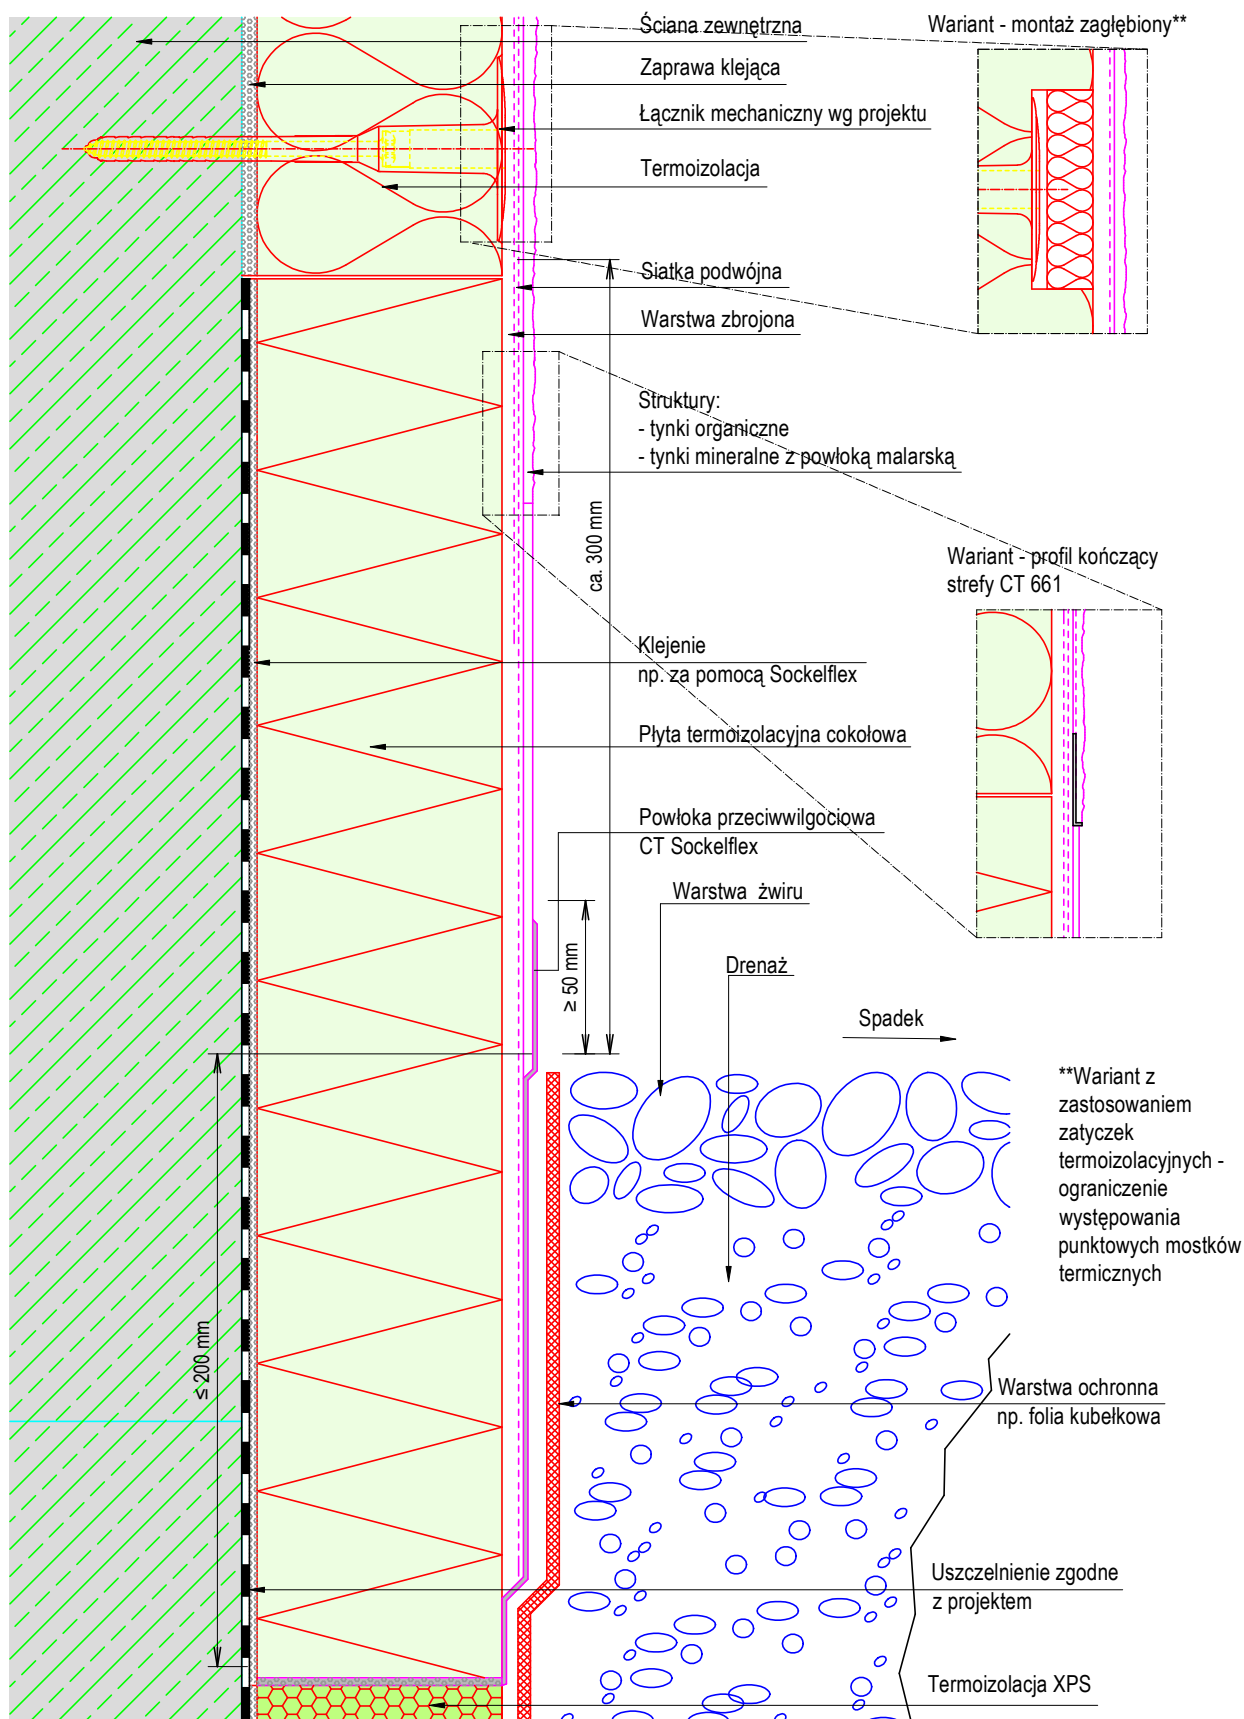 Ściana zewnętrzna
Wariant - montaż zagłębiony**
Zaprawa klejąca
Łącznik mechaniczny wg projektu
Termoizolacja
Siatka podwójna
Warstwa zbrojona
Struktury:
- tynki organiczne
- tynki mineralne z powłoką malarską
ca. 300 mm
Wariant - profil kończący
strefy CT 661
Klejenie
np. za pomocą Sockelflex
Płyta termoizolacyjna cokołowa
Powłoka przeciwwilgociowa
CT Sockelflex
Warstwa żwiru
≥ 50 mm
Drenaż
Spadek
**Wariant z
zastosowaniem
zatyczek
termoizolacyjnych -
ograniczenie
występowania
punktowych mostków
termicznych
≤ 200 mm
Warstwa ochronna
np. folia kubełkowa
Uszczelnienie zgodne
z projektem
Termoizolacja XPS